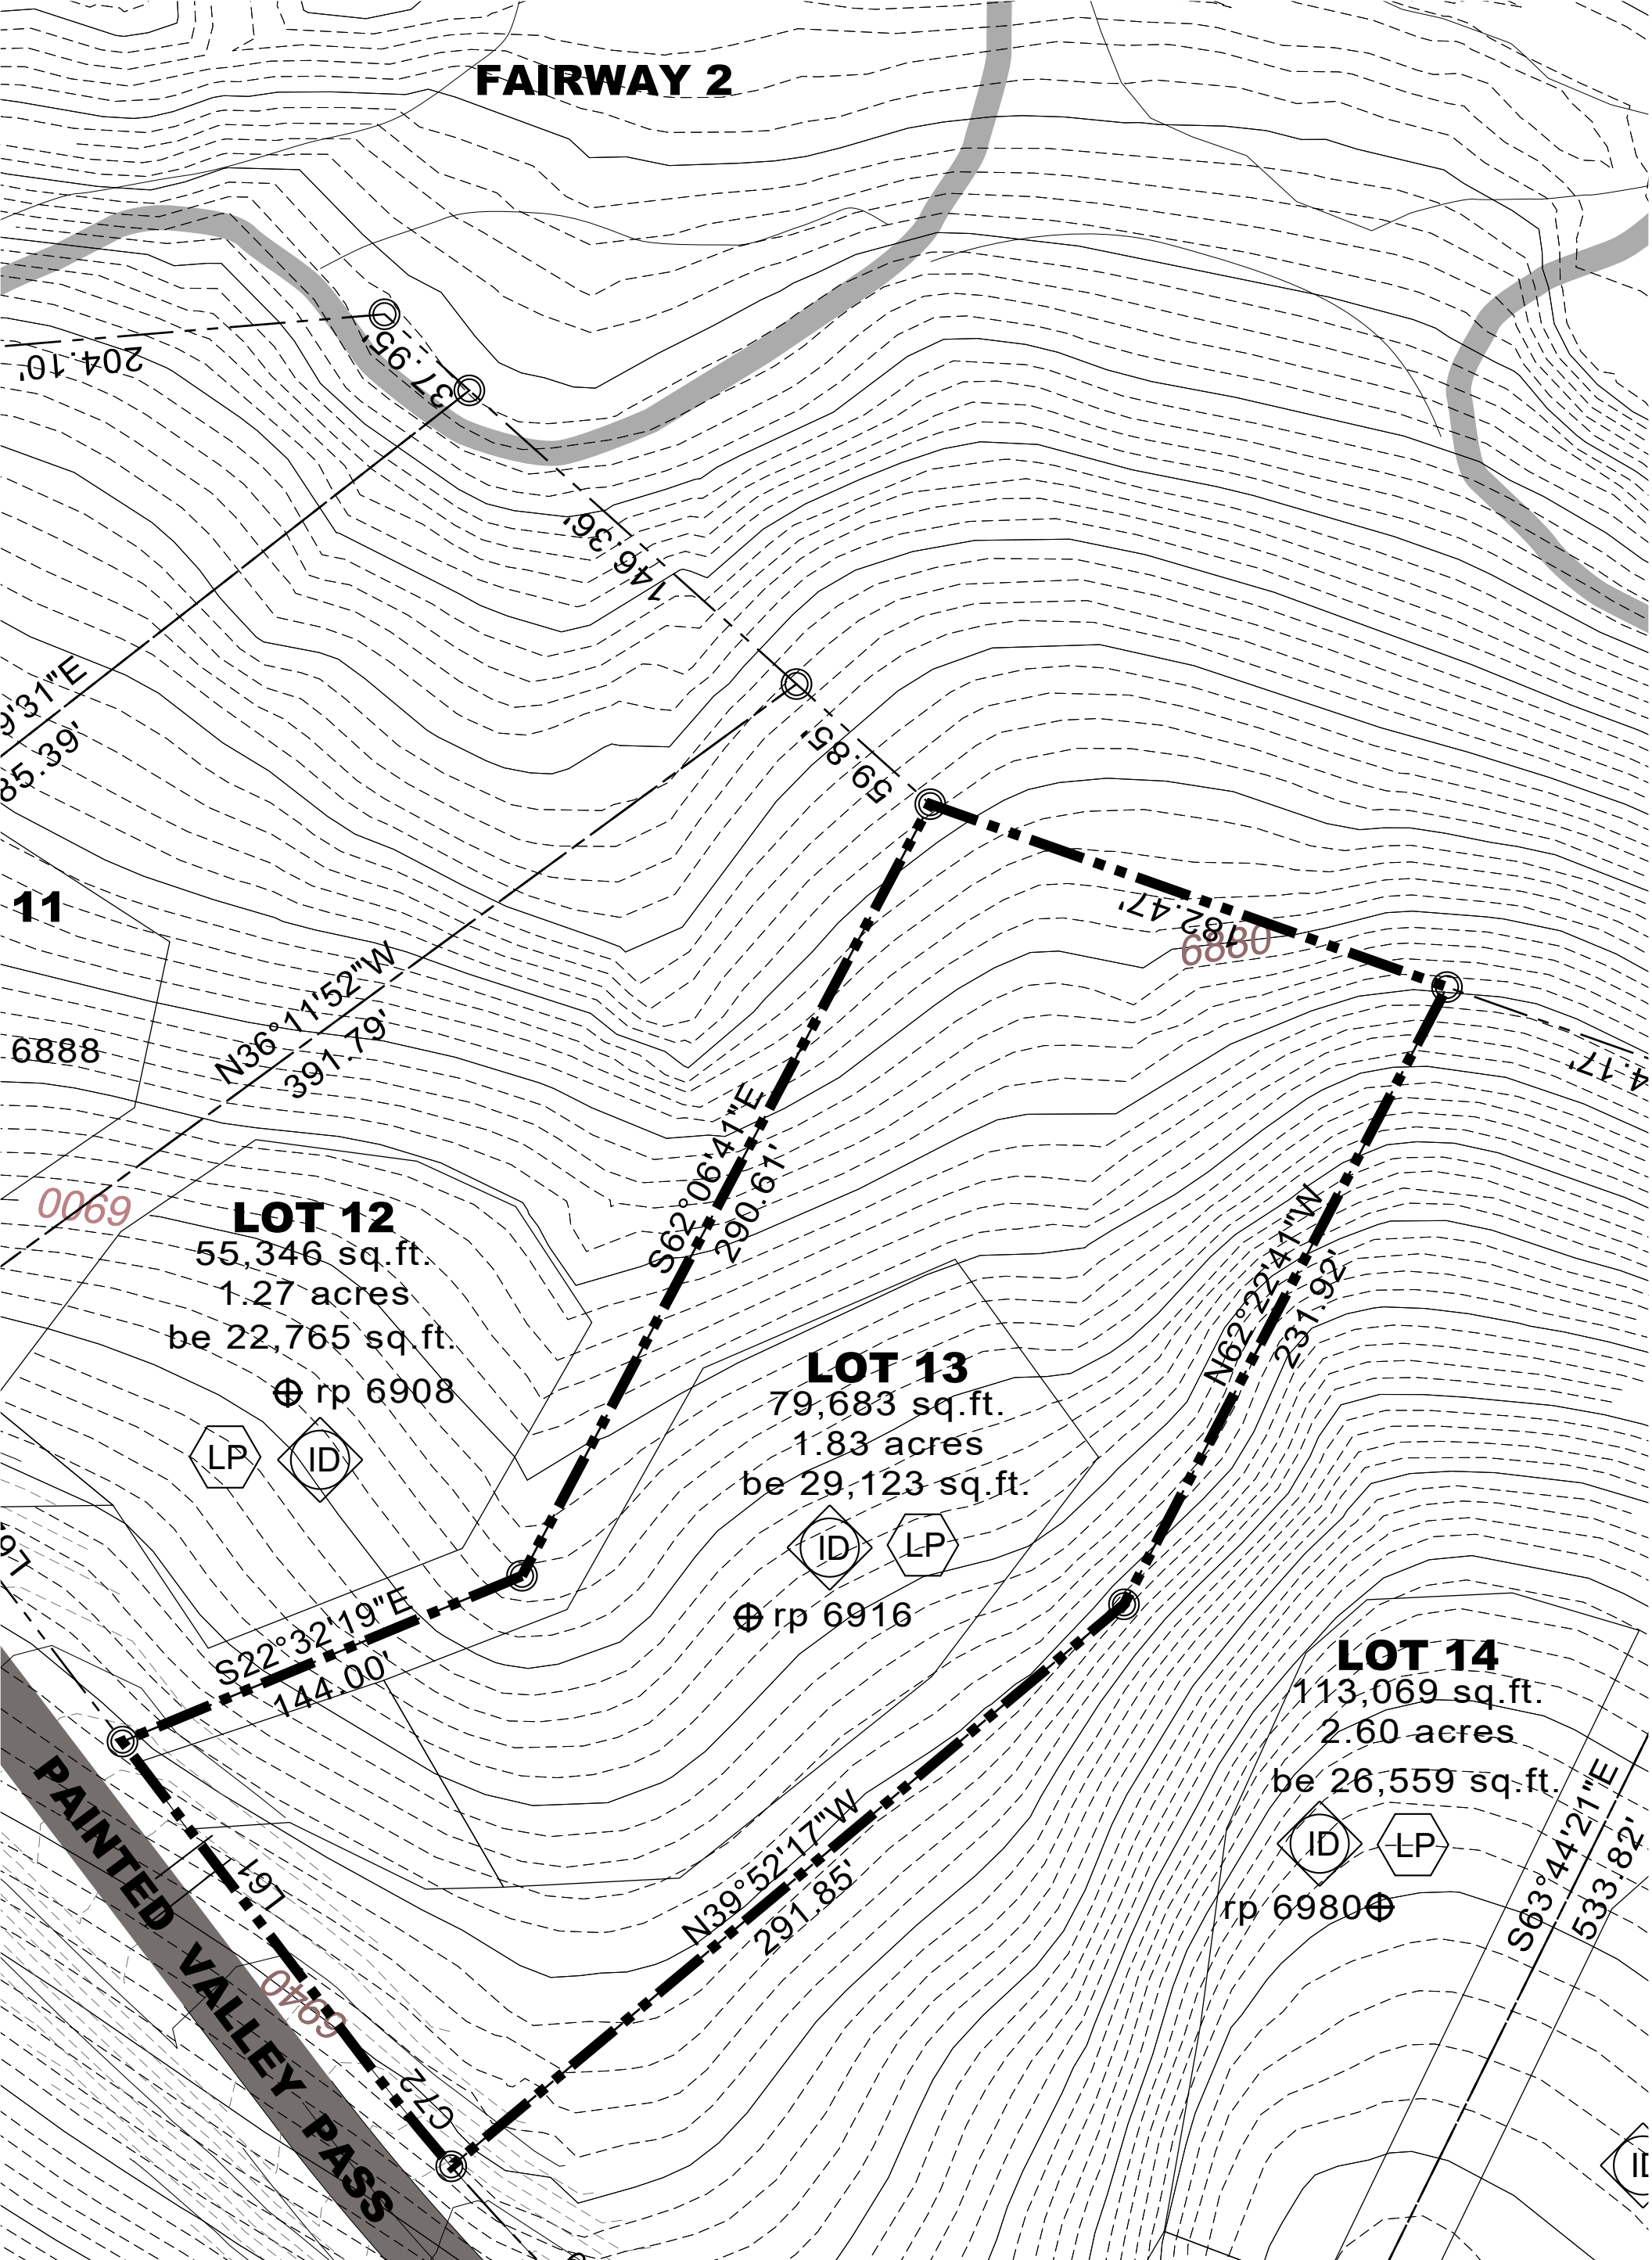 FAIRWAY 2
37.95'
204.10'
146.36'
9'31"E
85.39'
59.85'
11
182.47'
6880
N36°11'52"W
391.79'
6888
4.17'
S62°06'41"E
290.61'
6900
LOT 12
55,346 sq.ft.
1.27 acres
be 22,765 sq.ft.
rp 6908
LP
ID
N62°22'41"W
231.92'
LOT 13
79,683 sq.ft.
1.83 acres
be 29,123 sq.ft.
ID
LP
rp 6916
S22°32'19"E
144.00'
LOT 14
113,069 sq.ft.
2.60 acres
be 26,559 sq.ft.
ID
LP
rp 6980
S63°44'21"E
533.82'
N39°52'17"W
291.85'
L61
6940
C72
PAINTED VALLEY PASS